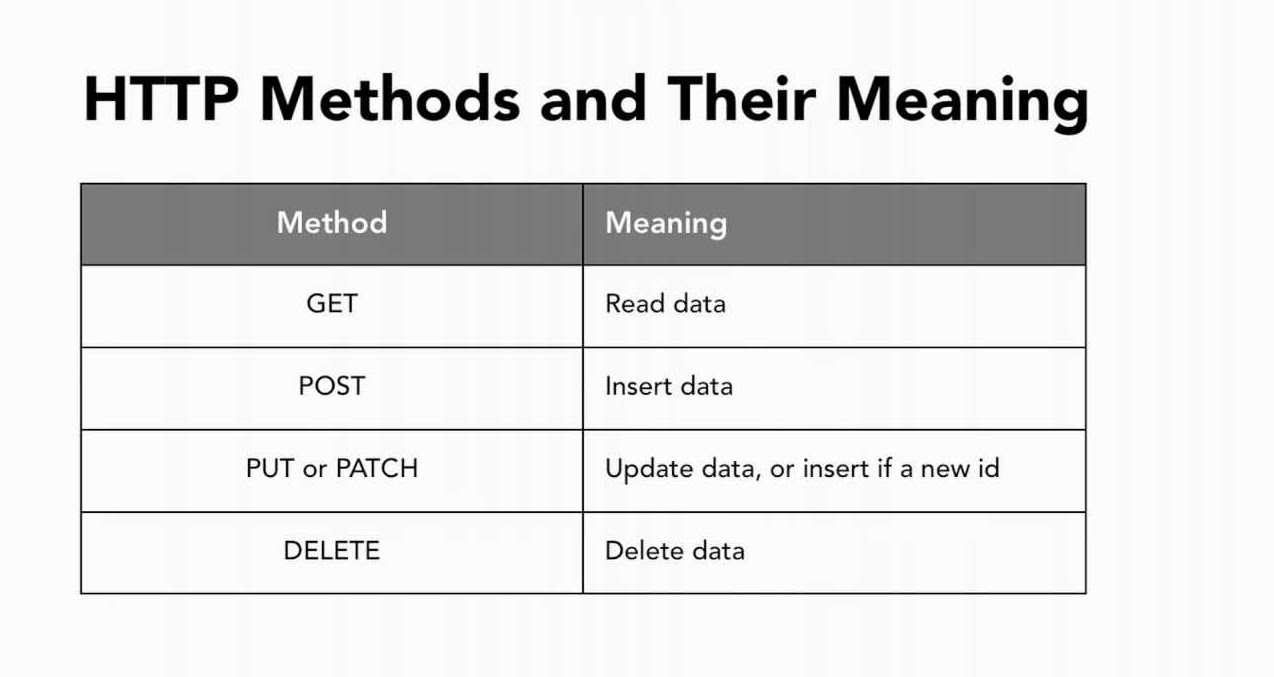 HTTP Methods and Their Meaning
Method Meaning
GET Read data
POST Insert data
PUT or PATCH Update data, or insert if a new id
DELETE Delete data